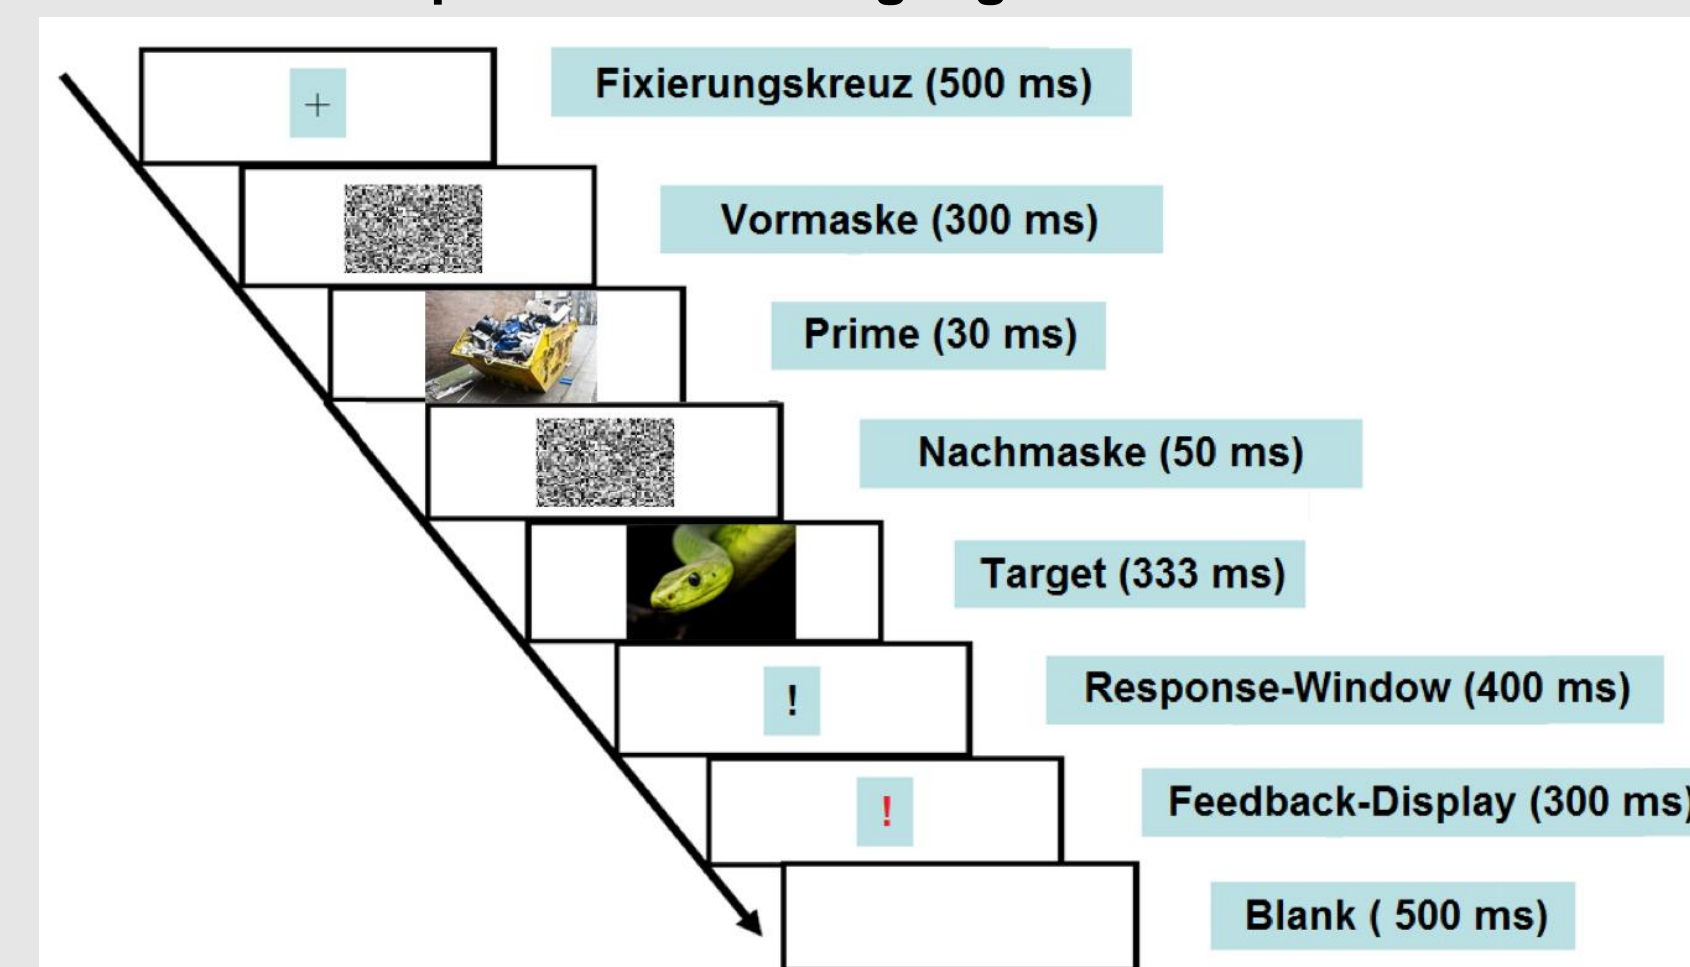 +
Fixierungskreuz (500 ms)
Vormaske (300 ms)
Prime (30 ms)
Nachmaske (50 ms)
Target (333 ms)
!
Response-Window (400 ms)
!
Feedback-Display (300 ms)
Blank ( 500 ms)